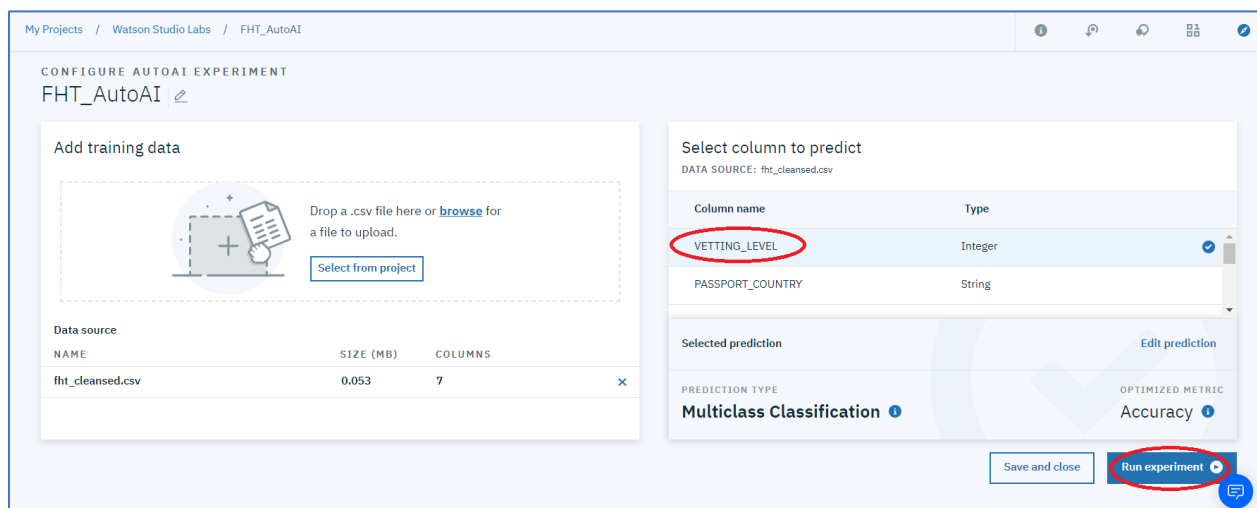 My Projects / Watson Studio Labs / FHT_AutoAI
CONFIGURE AUTOAI EXPERIMENT
FHT_AutoAI
Add training data
Drop a .csv file here or browse for
a file to upload.
Select from project
Data source
NAME SIZE (MB) COLUMNS
fht_cleansed.csv 0.053 7
Select column to predict
DATA SOURCE: fht_cleansed.csv
Column name Type
VETTING_LEVEL Integer
PASSPORT_COUNTRY String
Selected prediction Edit prediction
PREDICTION TYPE OPTIMIZED METRIC
Multiclass Classification Accuracy
Save and close Run experiment